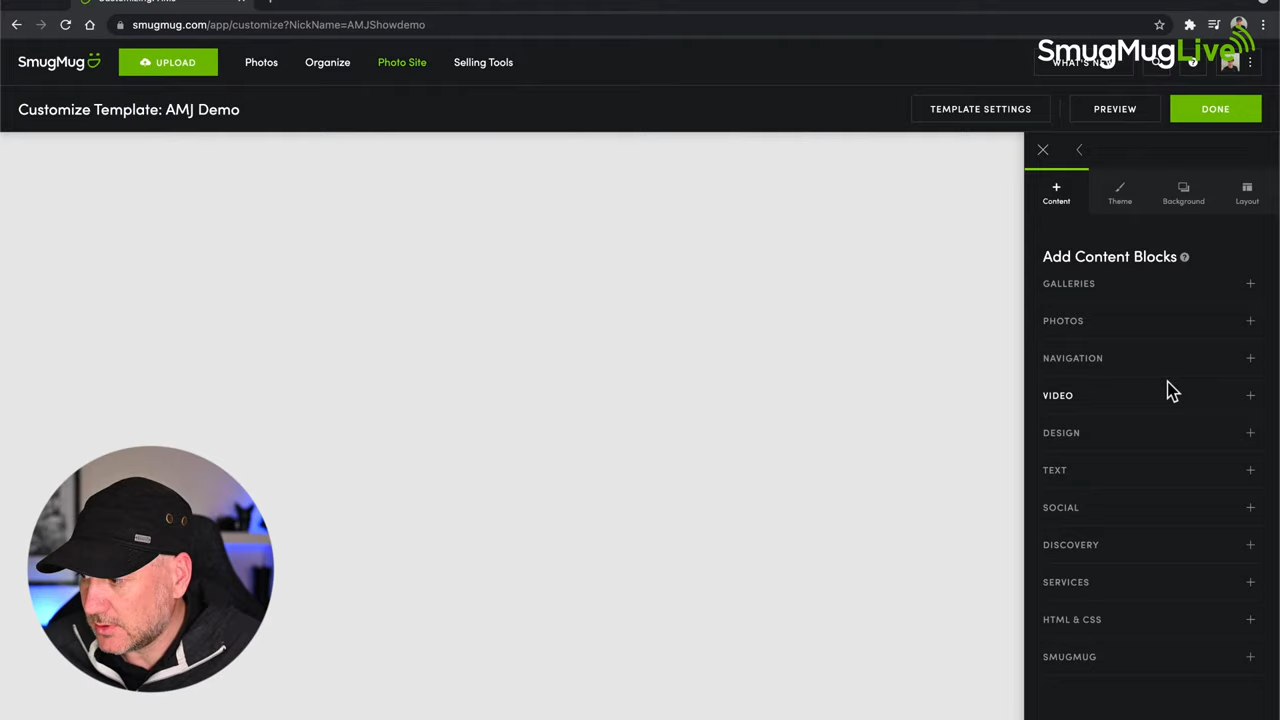 smugmug.com/app/customize?NickName=AMJShowdemo
SmugMug
UPLOAD
Photos
Organize
Photo Site
Selling Tools
WHAT'S NEW
SmugMugLive
Customize Template: AMJ Demo
TEMPLATE SETTINGS
PREVIEW
DONE
Content
Theme
Background
Layout
Add Content Blocks
GALLERIES
PHOTOS
NAVIGATION
VIDEO
DESIGN
TEXT
SOCIAL
DISCOVERY
SERVICES
HTML & CSS
SMUGMUG